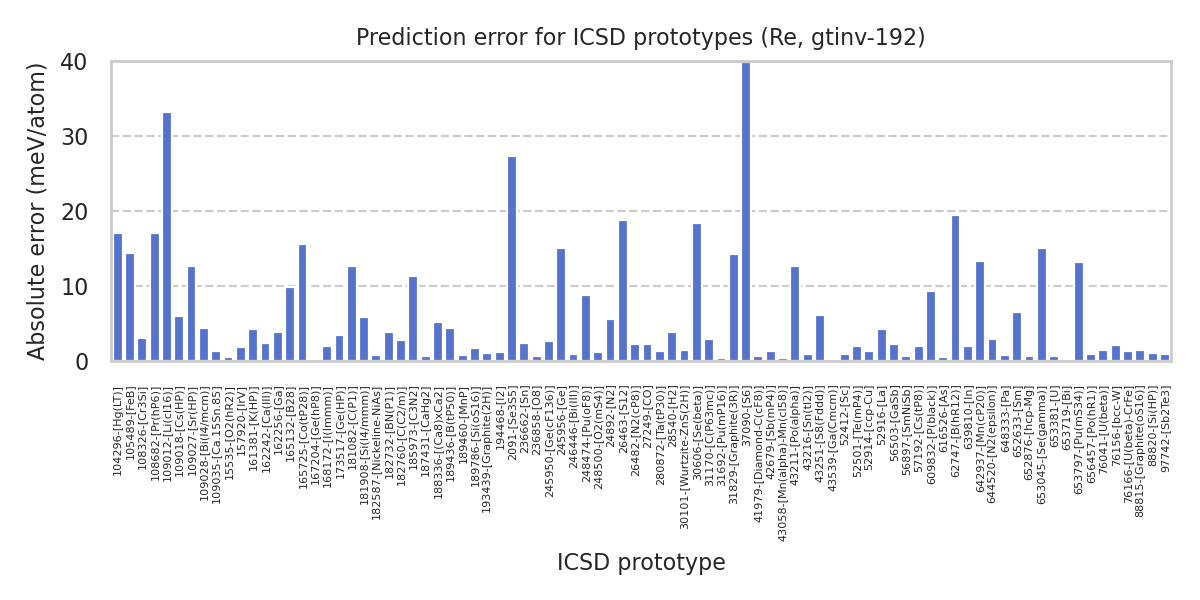 Prediction error for ICSD prototypes (Re, gtinv-192)
Absolute error (meV/atom)
40
30
20
10
0
104296-[Hg(LT)]
105489-[FeB]
108326-[Cr3Si]
108682-[Pr(hP6)]
109012-[Li(cI16)]
109018-[Cs(HP)]
109027-[Sr(HP)]
109028-[Bi(I4/mcm)]
109035-[Ca.15Sn.85]
15535-[O2(hR2)]
157920-[IrV]
161381-[K(HP)]
162242-[Ca(III)]
162256-[Ga]
165132-[B28]
165725-[Co(tP28)]
167204-[Ge(hP8)]
168172-[I(Immm)]
173517-[Ge(HP)]
181082-[C(P1)]
181908-[Si(I4/mmm)]
182587-[Nickeline-NiAs]
182732-[BN(P1)]
182760-[C(C2/m)]
185973-[C3N2]
187431-[CaHg2]
188336-[(Ca8)xCa2]
189436-[B(tP50)]
189460-[MnP]
189786-[Si(oS16)]
193439-[Graphite(2H)]
194468-[I2]
2091-[Se3S5]
236662-[Sn]
236858-[O8]
245950-[Ge(cF136)]
245956-[Ge]
246446-[Bi(III)]
248474-[Pu(oF8)]
248500-[O2(mS4)]
24892-[N2]
26463-[S12]
26482-[N2(cP8)]
27249-[CO]
280872-[Ta(tP30)]
28540-[H2]
30101-[Wurtzite-ZnS(2H)]
30606-[Se(beta)]
31170-[C(P63mc)]
31692-[Pu(mP16)]
31829-[Graphite(3R)]
37090-[S6]
41979-[Diamond-C(cF8)]
42679-[Sb(mP4)]
43058-[Mn(alpha)-Mn(cI58)]
43211-[Po(alpha)]
43216-[Sn(tI2)]
43251-[S8(Fddd)]
43539-[Ga(Cmcm)]
52412-[Sc]
52501-[Te(mP4)]
52914-[fcc-Cu]
52916-[La]
56503-[GaSb]
56897-[SmNiSb]
57192-[Cs(tP8)]
609832-[P(black)]
616526-[As]
62747-[B(hR12)]
639810-[In]
642937-[Mn(cP20)]
644520-[N2(epsilon)]
648333-[Pa]
652633-[Sm]
652876-[hcp-Mg]
653045-[Se(gamma)]
653381-[U]
653719-[Bi]
653797-[Pu(mS34)]
656457-[Po(hR1)]
76041-[U(beta)]
76156-[bcc-W]
76166-[U(beta)-CrFe]
88815-[Graphite(oS16)]
88820-[Si(HP)]
97742-[Sb2Te3]
ICSD prototype